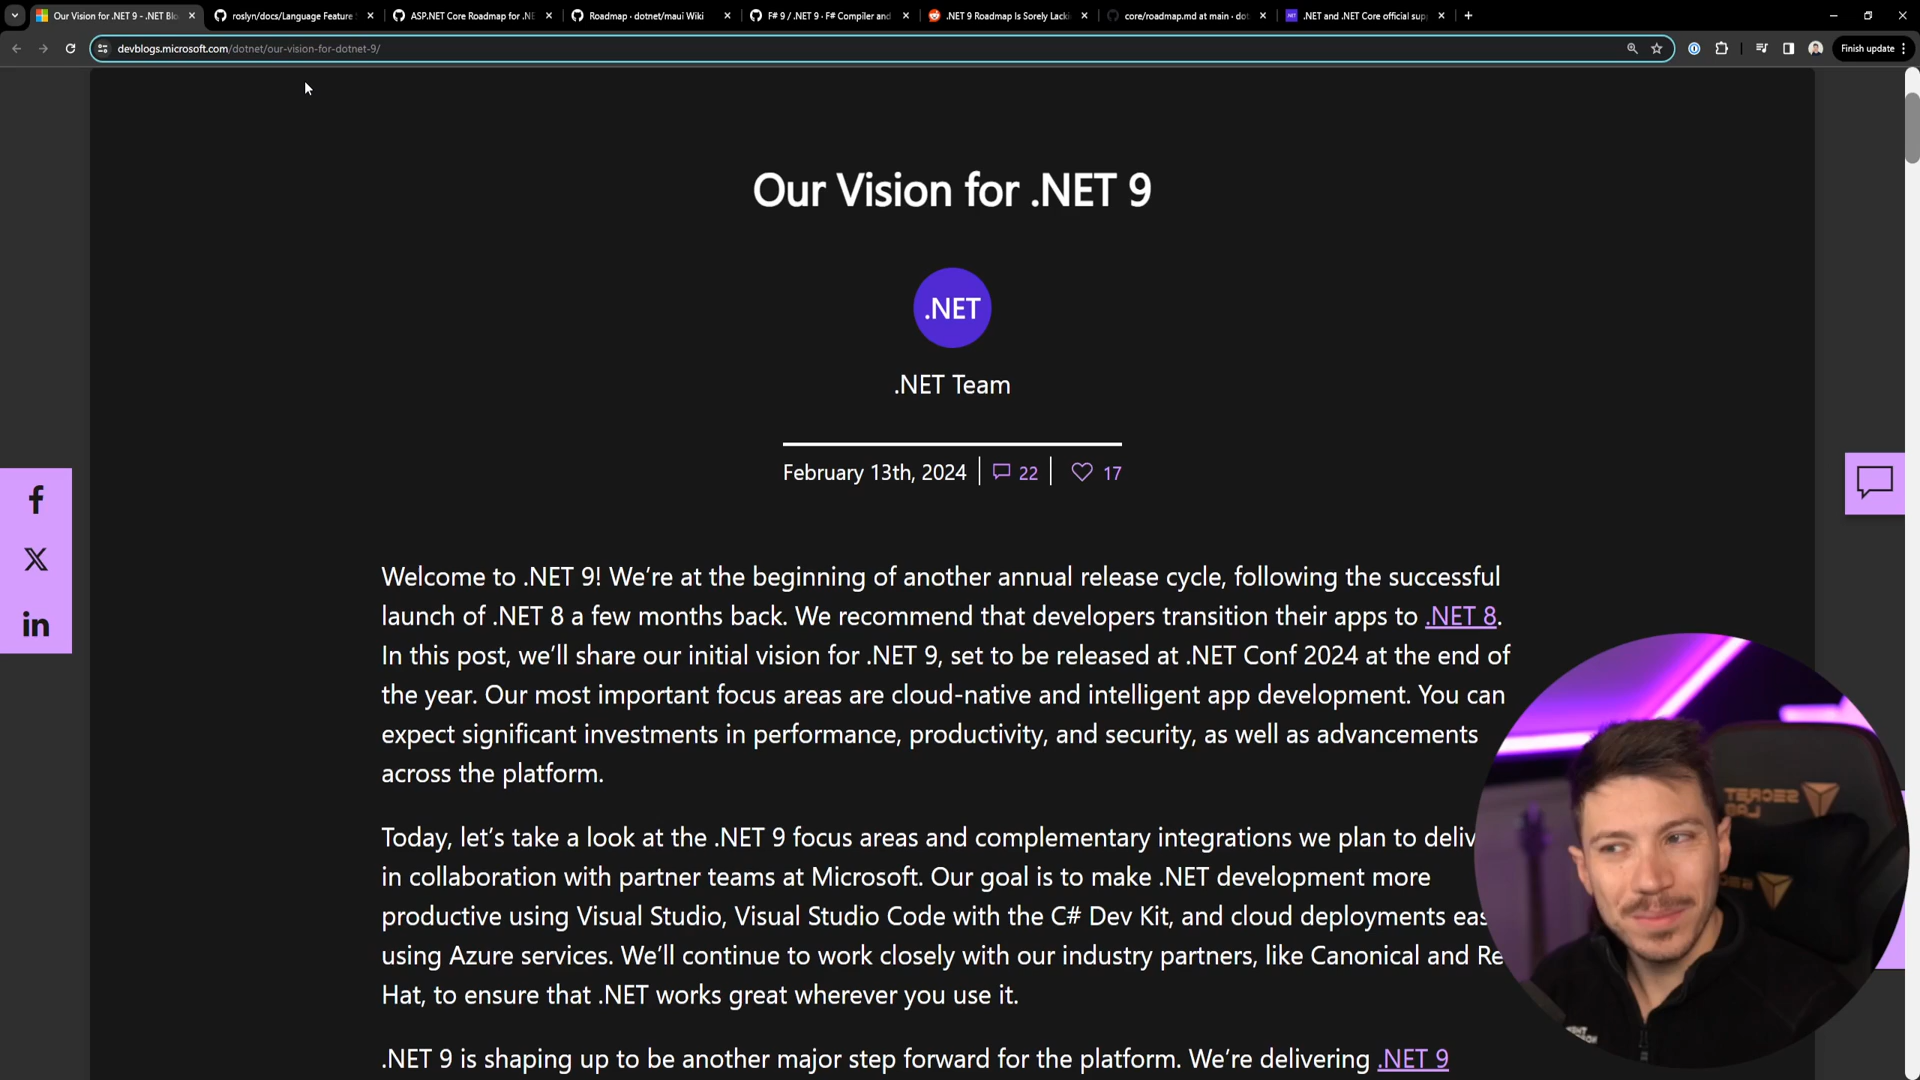 Our Vision for .NET 9 - .NET Blo
roslyn/docs/Language Feature
ASP.NET Core Roadmap for .NE
Roadmap · dotnet/maui Wiki
F# 9 / .NET 9 · F# Compiler and
.NET 9 Roadmap Is Sorely Lacki
core/roadmap.md at main · dot
.NET and .NET Core official sup
devblogs.microsoft.com/dotnet/our-vision-for-dotnet-9/
Finish update
Our Vision for .NET 9
.NET
.NET Team
February 13th, 2024 22 17
Welcome to .NET 9! We’re at the beginning of another annual release cycle, following the successful
launch of .NET 8 a few months back. We recommend that developers transition their apps to .NET 8.
In this post, we’ll share our initial vision for .NET 9, set to be released at .NET Conf 2024 at the end of
the year. Our most important focus areas are cloud-native and intelligent app development. You can
expect significant investments in performance, productivity, and security, as well as advancements
across the platform.
Today, let’s take a look at the .NET 9 focus areas and complementary integrations we plan to deliv
in collaboration with partner teams at Microsoft. Our goal is to make .NET development more
productive using Visual Studio, Visual Studio Code with the C# Dev Kit, and cloud deployments eas
using Azure services. We’ll continue to work closely with our industry partners, like Canonical and Re
Hat, to ensure that .NET works great wherever you use it.
.NET 9 is shaping up to be another major step forward for the platform. We’re delivering .NET 9
SECRET
LAB